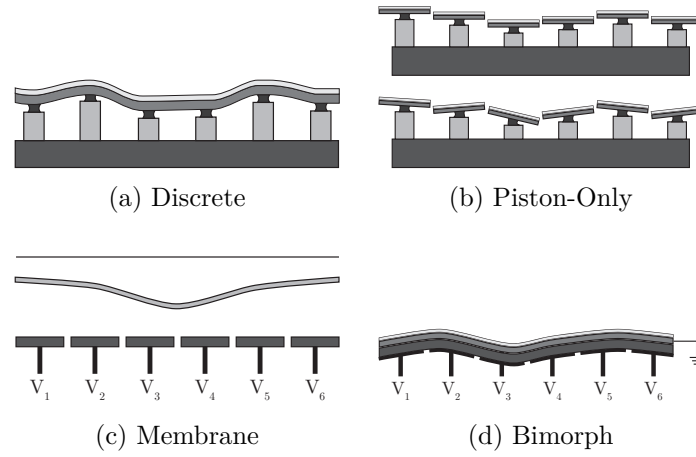 (a) Discrete
(b) Piston-Only
V₁ V₂ V₃ V₄ V₅ V₆
V₁ V₂ V₃ V₄ V₅ V₆
(c) Membrane
(d) Bimorph